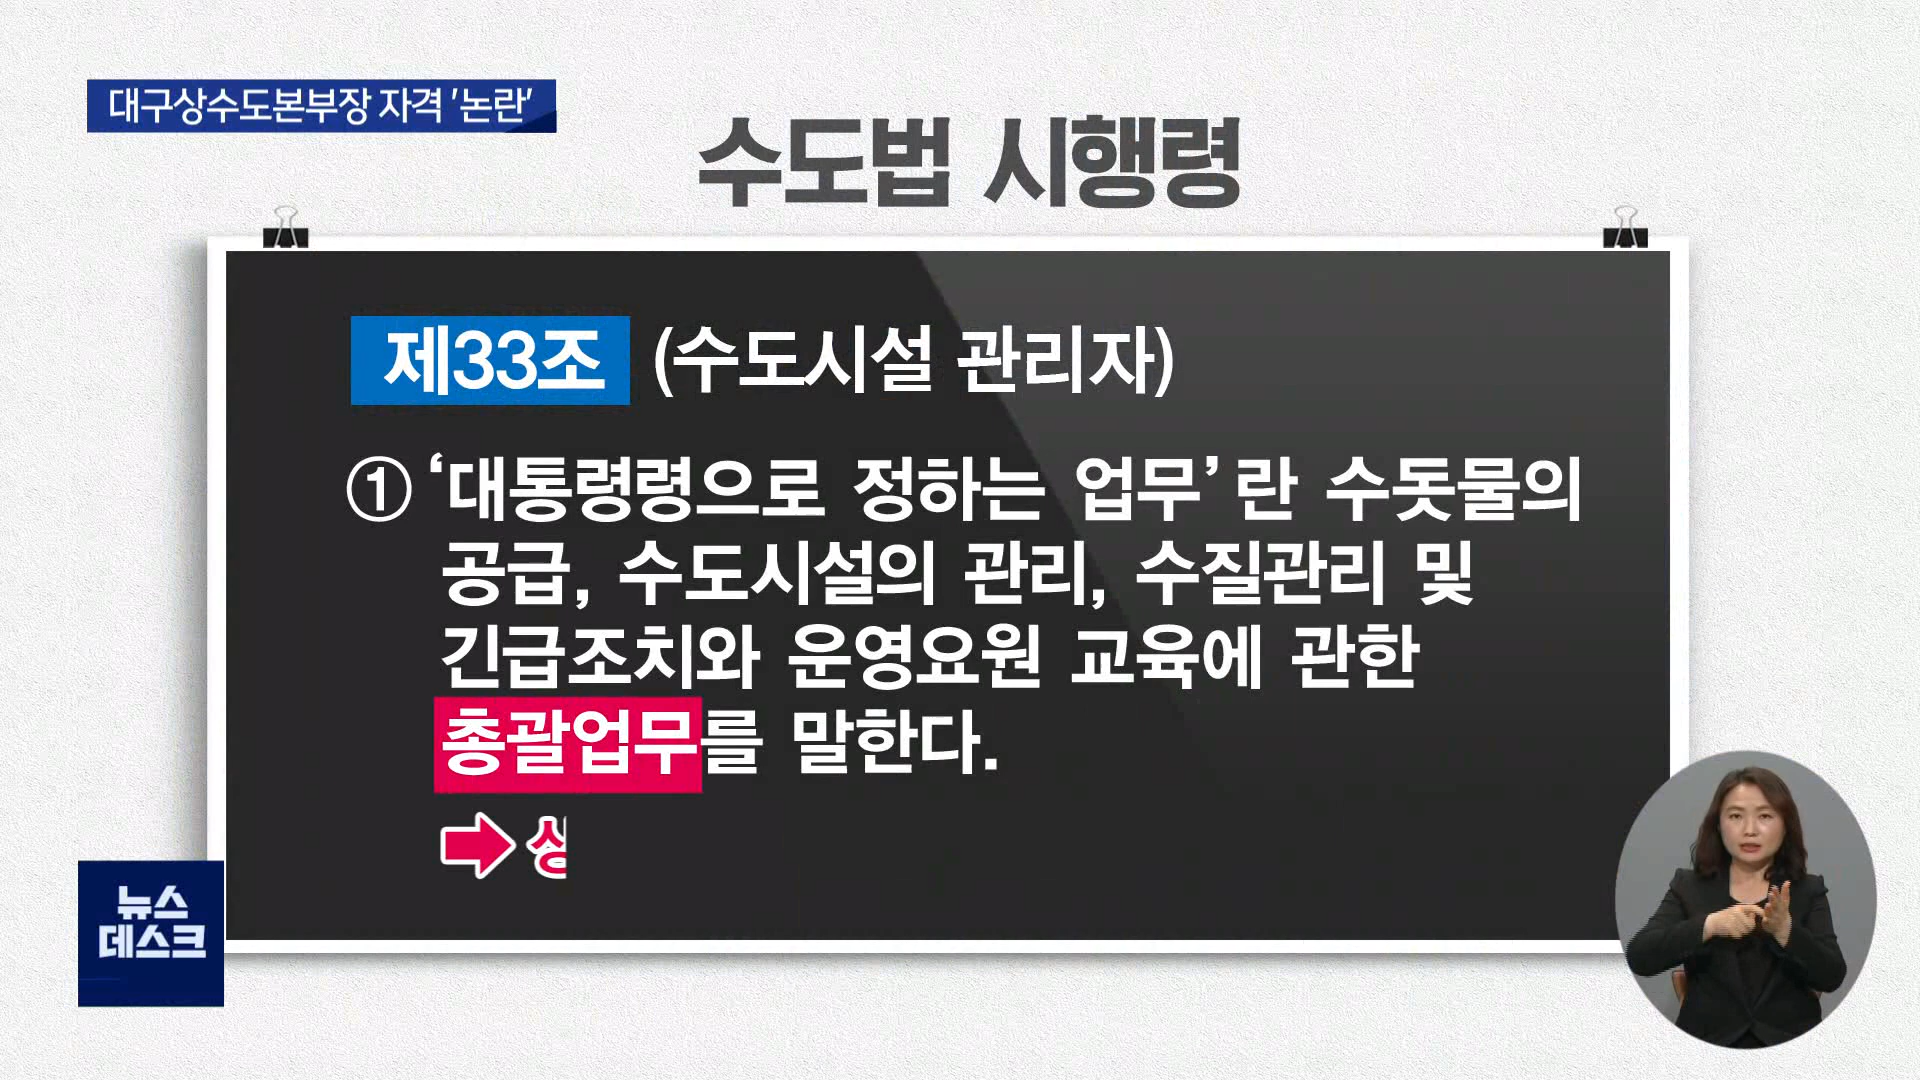 대구상수도본부장 자격 '논란'
수도법 시행령
제33조 (수도시설 관리자)
① ‘대통령령으로 정하는 업무’란 수돗물의
공급, 수도시설의 관리, 수질관리 및
긴급조치와 운영요원 교육에 관한
총괄업무를 말한다.
뉴스
데스크